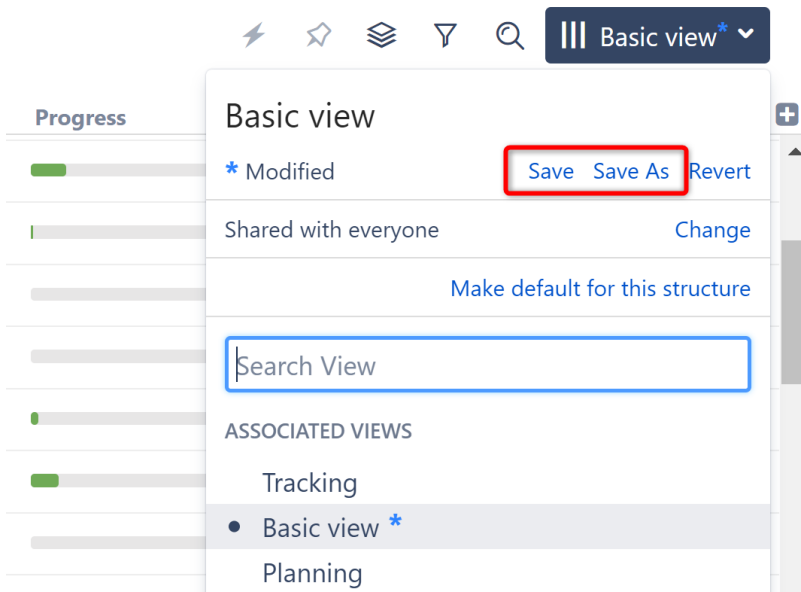 Basic view*
Progress
Basic view
* Modified Save Save As Revert
Shared with everyone Change
Make default for this structure
Search View
ASSOCIATED VIEWS
Tracking
Basic view *
Planning